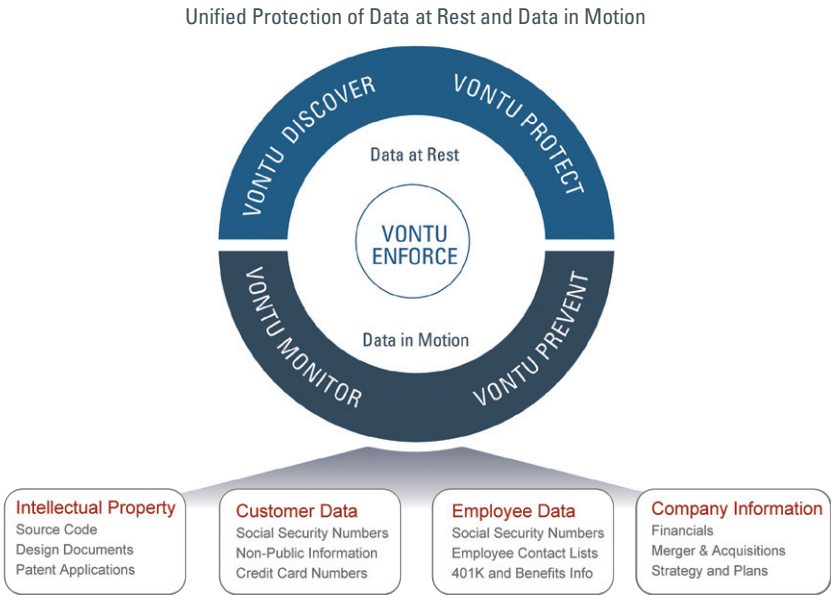 Unified Protection of Data at Rest and Data in Motion
VONTU DISCOVER
VONTU PROTECT
Data at Rest
VONTU
ENFORCE
Data in Motion
VONTU MONITOR
VONTU PREVENT
Intellectual Property
Source Code
Design Documents
Patent Applications
Customer Data
Social Security Numbers
Non-Public Information
Credit Card Numbers
Employee Data
Social Security Numbers
Employee Contact Lists
401K and Benefits Info
Company Information
Financials
Merger & Acquisitions
Strategy and Plans